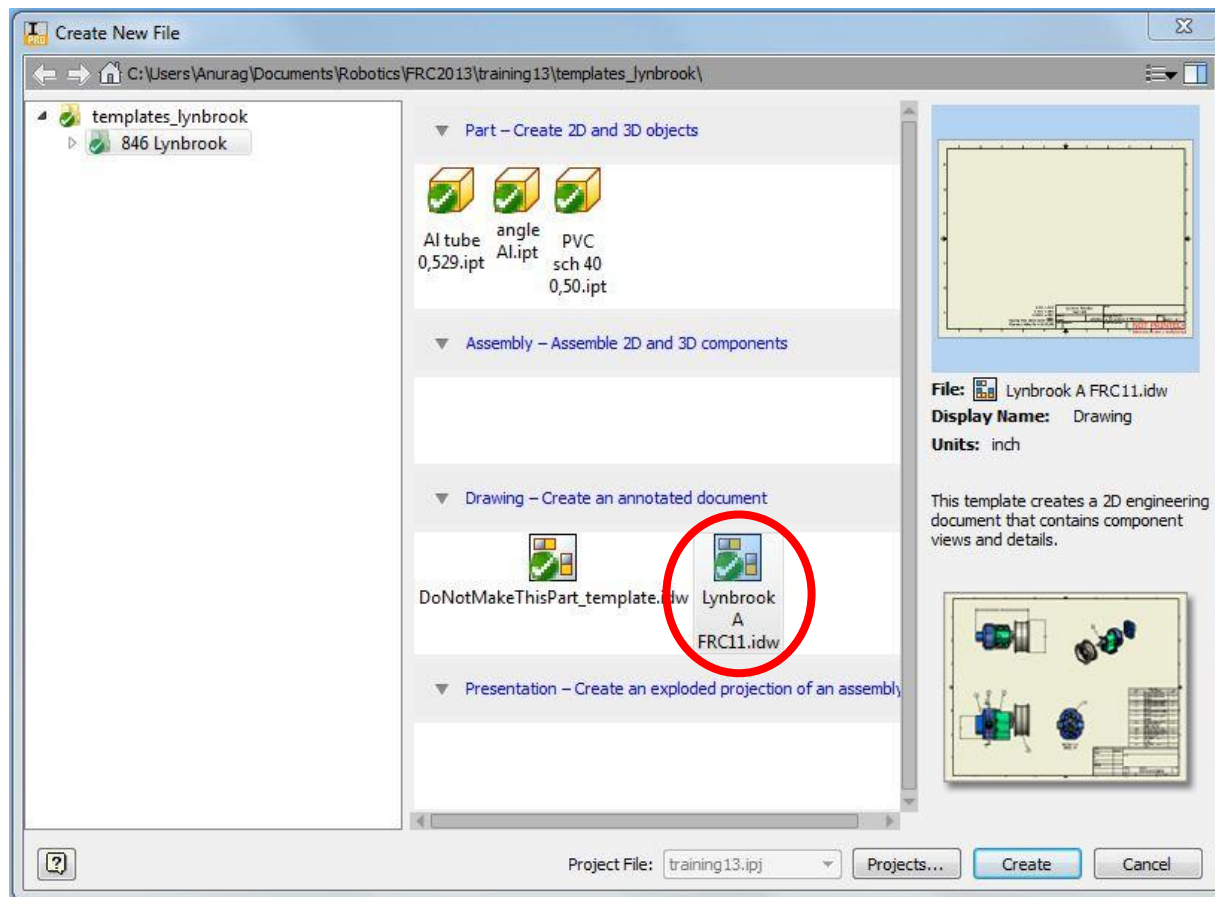 Create New File
C:\Users\Anurag\Documents\Robotics\FRC2013\training13\templates_lynbrook\
templates_lynbrook
846 Lynbrook
Part – Create 2D and 3D objects
Al tube
0,529.ipt
angle
Al.ipt
PVC
sch 40
0,50.ipt
Assembly – Assemble 2D and 3D components
Drawing – Create an annotated document
DoNotMakeThisPart_template.idw
Lynbrook
A
FRC11.idw
Presentation – Create an exploded projection of an assembly
NOT PRINTED
File: Lynbrook A FRC11.idw
Display Name: Drawing
Units: inch
This template creates a 2D engineering
document that contains component
views and details.
Project File: training13.ipj
Projects...
Create
Cancel